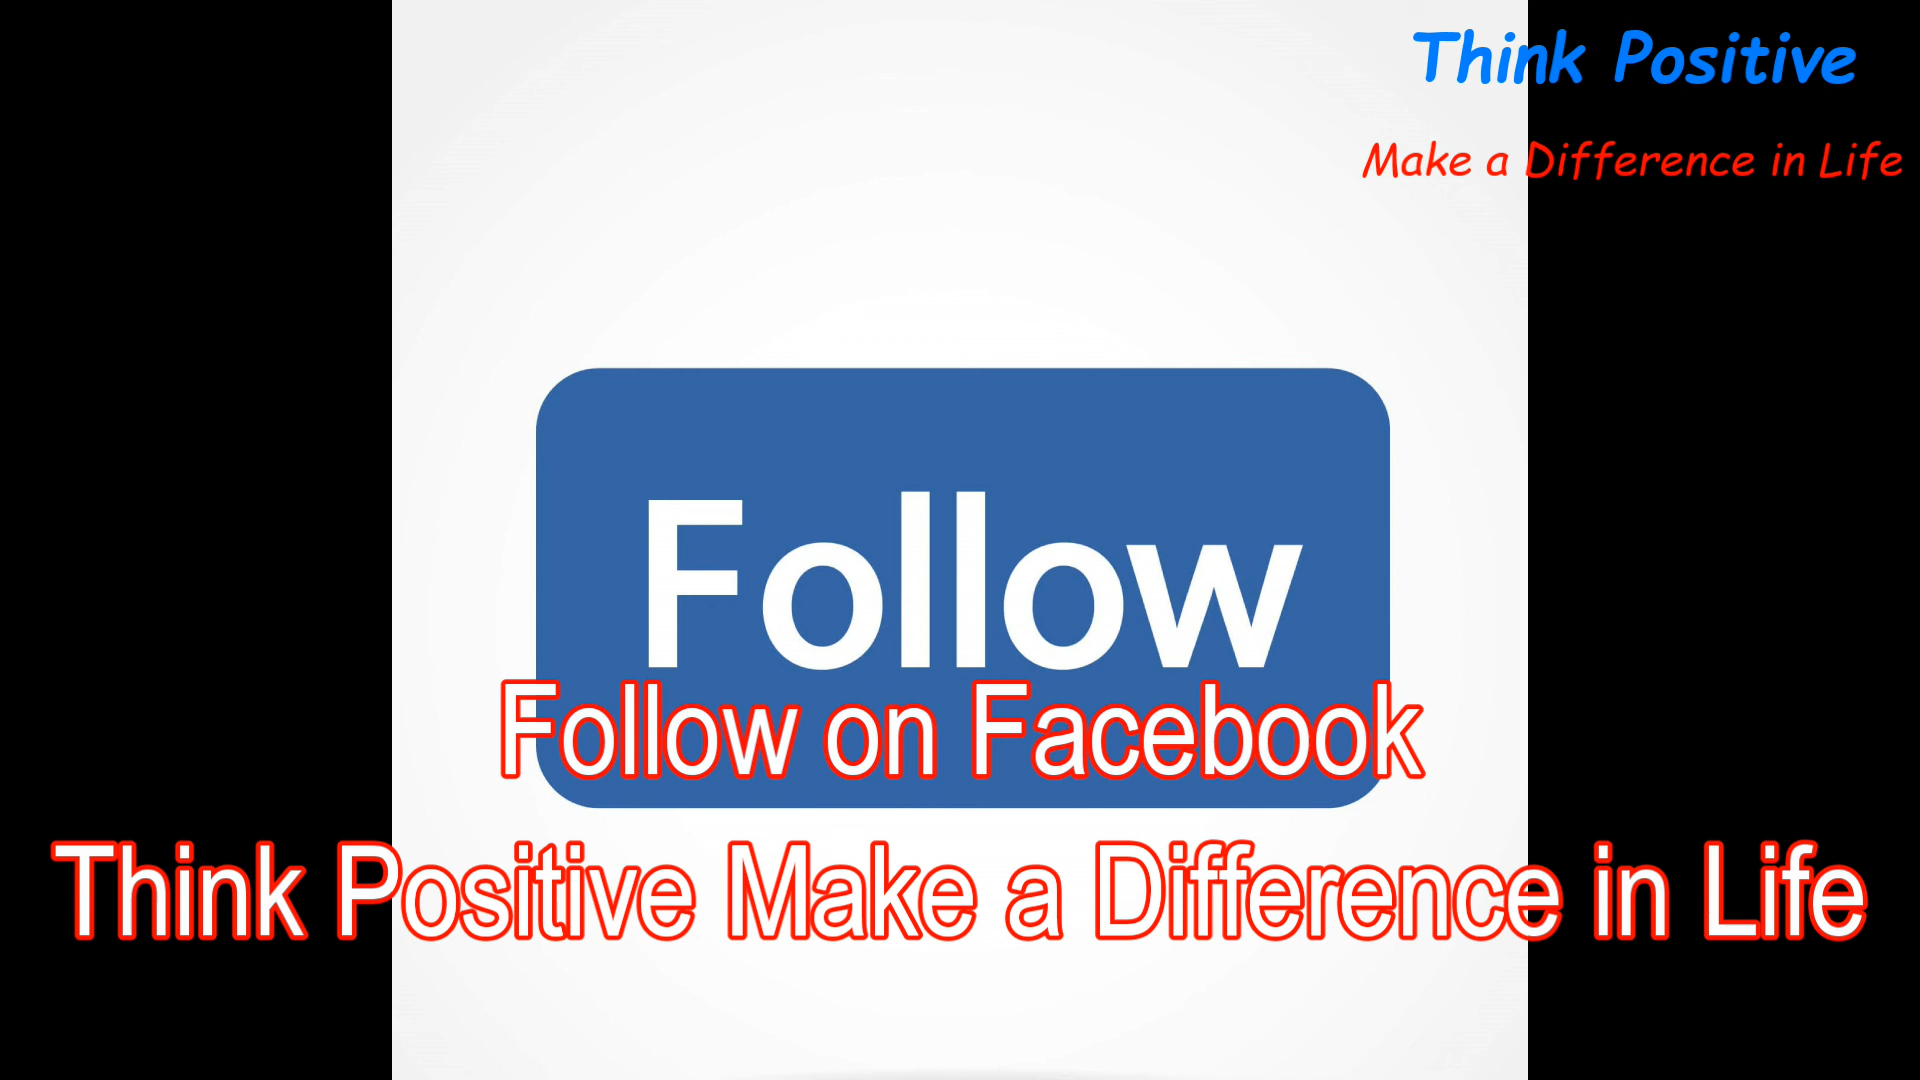 Think Positive
Make a Difference in Life
Follow
Follow on Facebook
Think Positive Make a Difference in Life